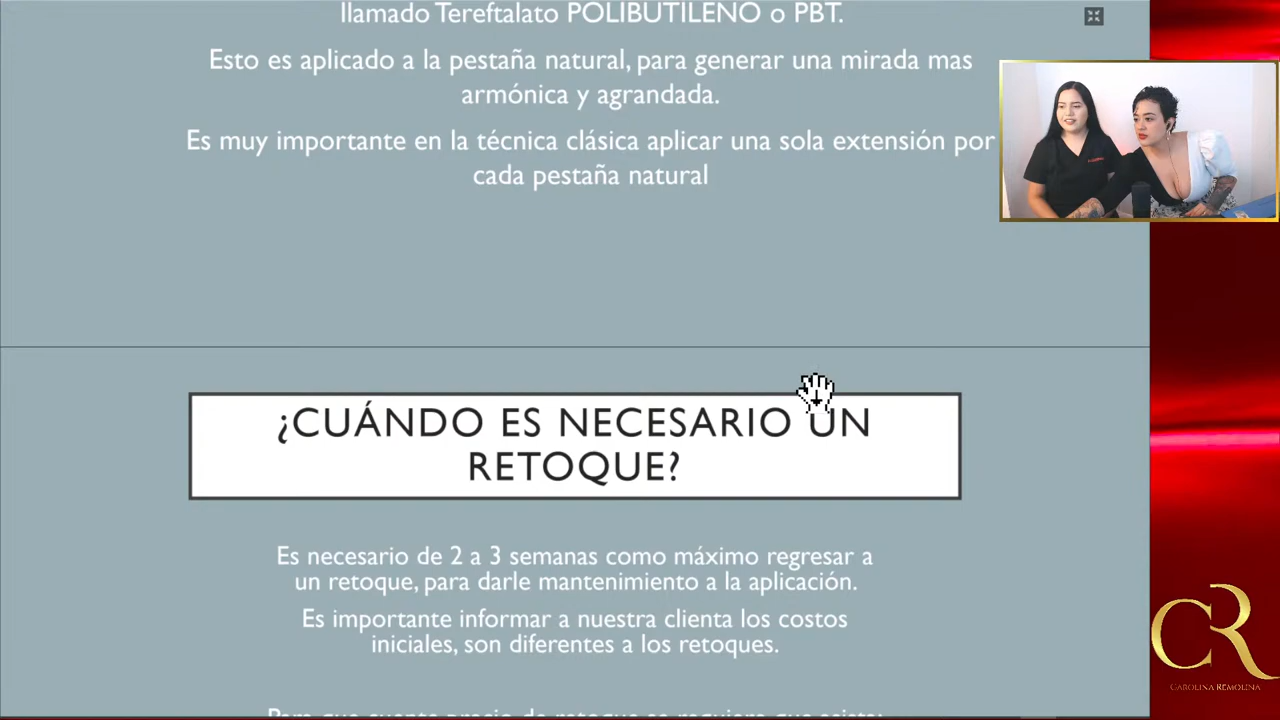 llamado Tereftalato POLIBUTILENO o PBT.
Esto es aplicado a la pestaña natural, para generar una mirada mas
armónica y agrandada.
Es muy importante en la técnica clásica aplicar una sola extensión por
cada pestaña natural
¿CUÁNDO ES NECESARIO UN
RETOQUE?
Es necesario de 2 a 3 semanas como máximo regresar a
un retoque, para darle mantenimiento a la aplicación.
Es importante informar a nuestra clienta los costos
iniciales, son diferentes a los retoques.
CR
CAROLINA REMOLINA